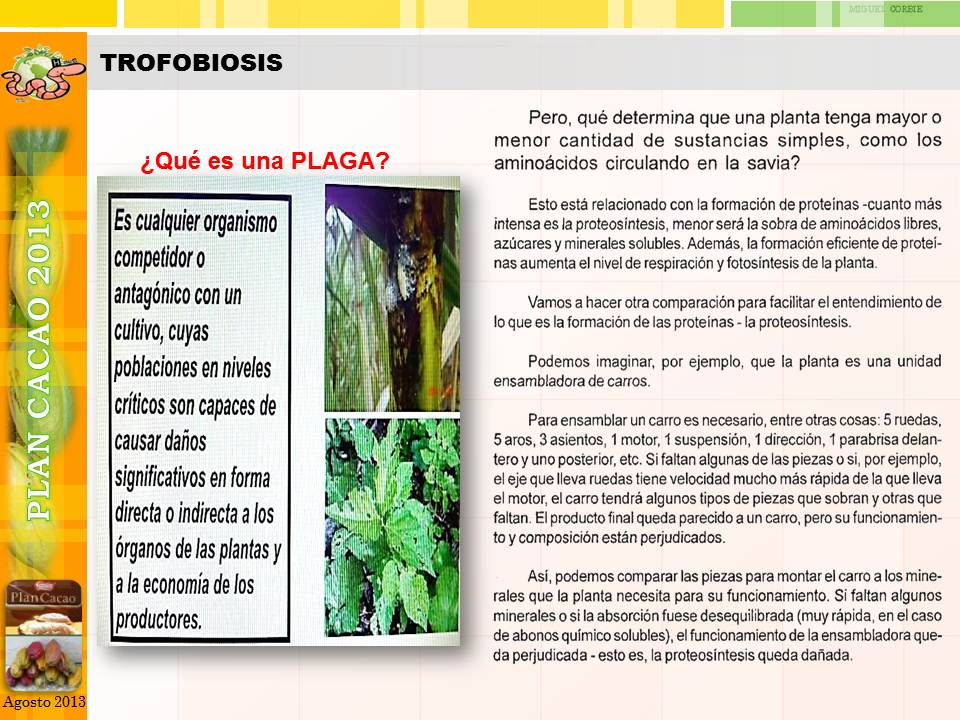 MIGUEL CORBIE
TROFOBIOSIS
¿Qué es una PLAGA?
Es cualquier organismo
competidor o
antagónico con un
cultivo, cuyas
poblaciones en niveles
críticos son capaces de
causar daños
significativos en forma
directa o indirecta a los
órganos de las plantas y
a la economía de los
productores.
Pero, qué determina que una planta tenga mayor o
menor cantidad de sustancias simples, como los
aminoácidos circulando en la savia?
Esto está relacionado con la formación de proteínas -cuanto más
intensa es la proteosíntesis, menor será la sobra de aminoácidos libres,
azúcares y minerales solubles. Además, la formación eficiente de proteí-
nas aumenta el nivel de respiración y fotosíntesis de la planta.
Vamos a hacer otra comparación para facilitar el entendimiento de
lo que es la formación de las proteínas - la proteosíntesis.
Podemos imaginar, por ejemplo, que la planta es una unidad
ensambladora de carros.
Para ensamblar un carro es necesario, entre otras cosas: 5 ruedas,
5 aros, 3 asientos, 1 motor, 1 suspensión, 1 dirección, 1 parabrisa delan-
tero y uno posterior, etc. Si faltan algunas de las piezas o si, por ejemplo,
el eje que lleva ruedas tiene velocidad mucho más rápida de la que lleva
el motor, el carro tendrá algunos tipos de piezas que sobran y otras que
faltan. El producto final queda parecido a un carro, pero su funcionamien-
to y composición están perjudicados.
Así, podemos comparar las piezas para montar el carro a los mine-
rales que la planta necesita para su funcionamiento. Si faltan algunos
minerales o si la absorción fuese desequilibrada (muy rápida, en el caso
de abonos químico solubles), el funcionamiento de la ensambladora que-
da perjudicada - esto es, la proteosíntesis queda dañada.
PLAN CACAO 2013
Nestlé
Plan Cacao
Agosto 2013